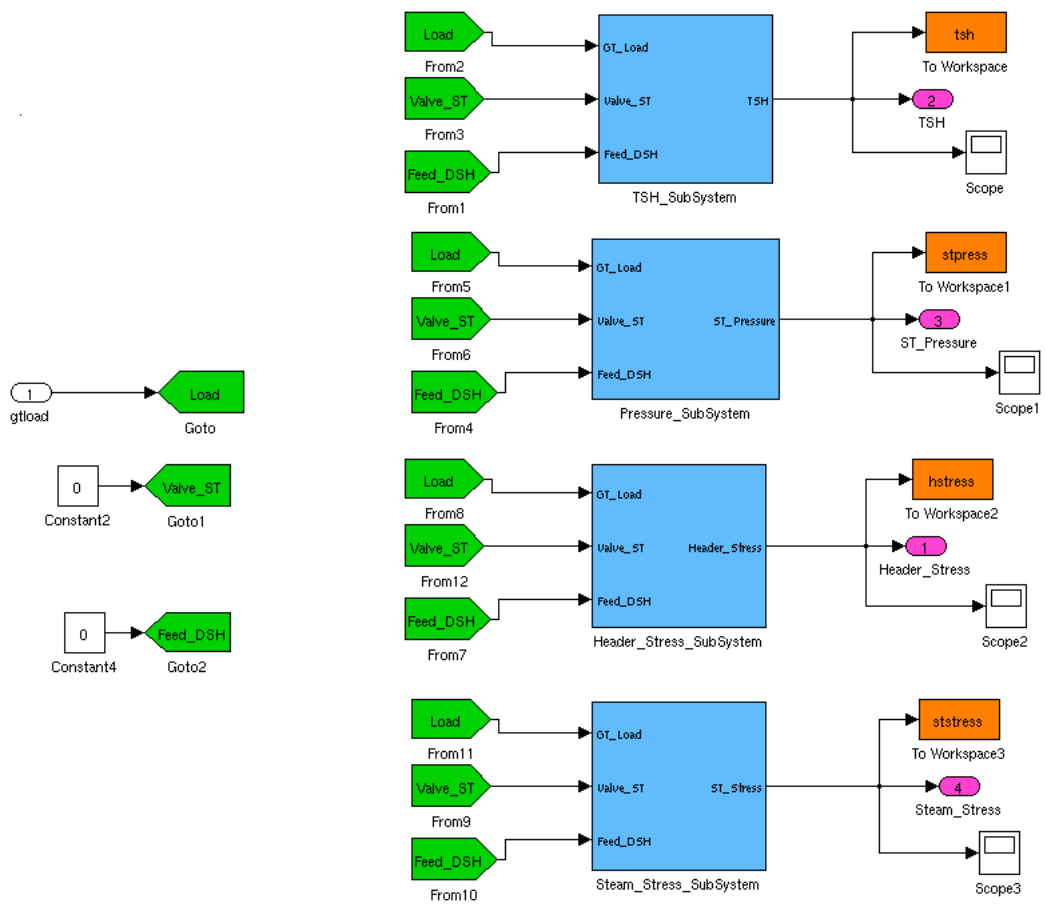 1
gtload
Load
Goto
0
Constant2
Valve_ST
Goto1
0
Constant4
Feed_DSH
Goto2
Load
From2
Valve_ST
From3
Feed_DSH
From1
GT_Load
Valve_ST
Feed_DSH
TSH
TSH_SubSystem
tsh
To Workspace
2
TSH
Scope
Load
From5
Valve_ST
From6
Feed_DSH
From4
GT_Load
Valve_ST
Feed_DSH
ST_Pressure
Pressure_SubSystem
stpress
To Workspace1
3
ST_Pressure
Scope1
Load
From8
Valve_ST
From12
Feed_DSH
From7
GT_Load
Valve_ST
Feed_DSH
Header_Stress
Header_Stress_SubSystem
hstress
To Workspace2
1
Header_Stress
Scope2
Load
From11
Valve_ST
From9
Feed_DSH
From10
GT_Load
Valve_ST
Feed_DSH
ST_Stress
Steam_Stress_SubSystem
ststress
To Workspace3
4
Steam_Stress
Scope3